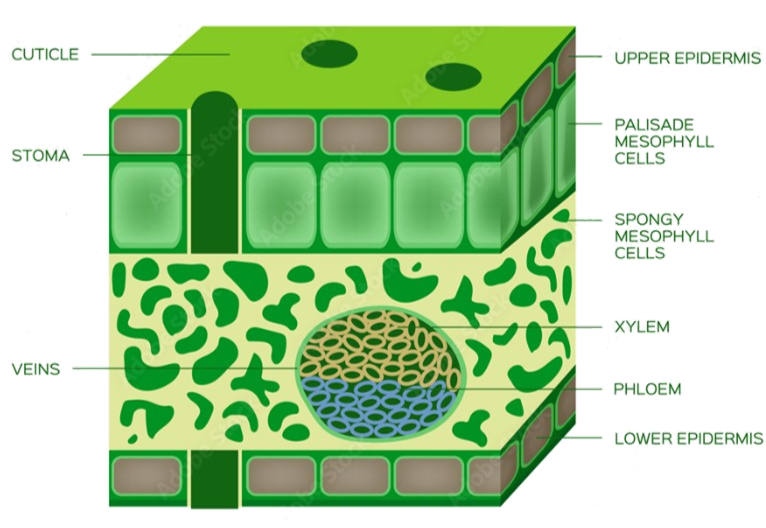 CUTICLE
UPPER EPIDERMIS
PALISADE
MESOPHYLL
CELLS
STOMA
SPONGY
MESOPHYLL
CELLS
XYLEM
VEINS
PHLOEM
LOWER EPIDERMIS
Adobe Stock